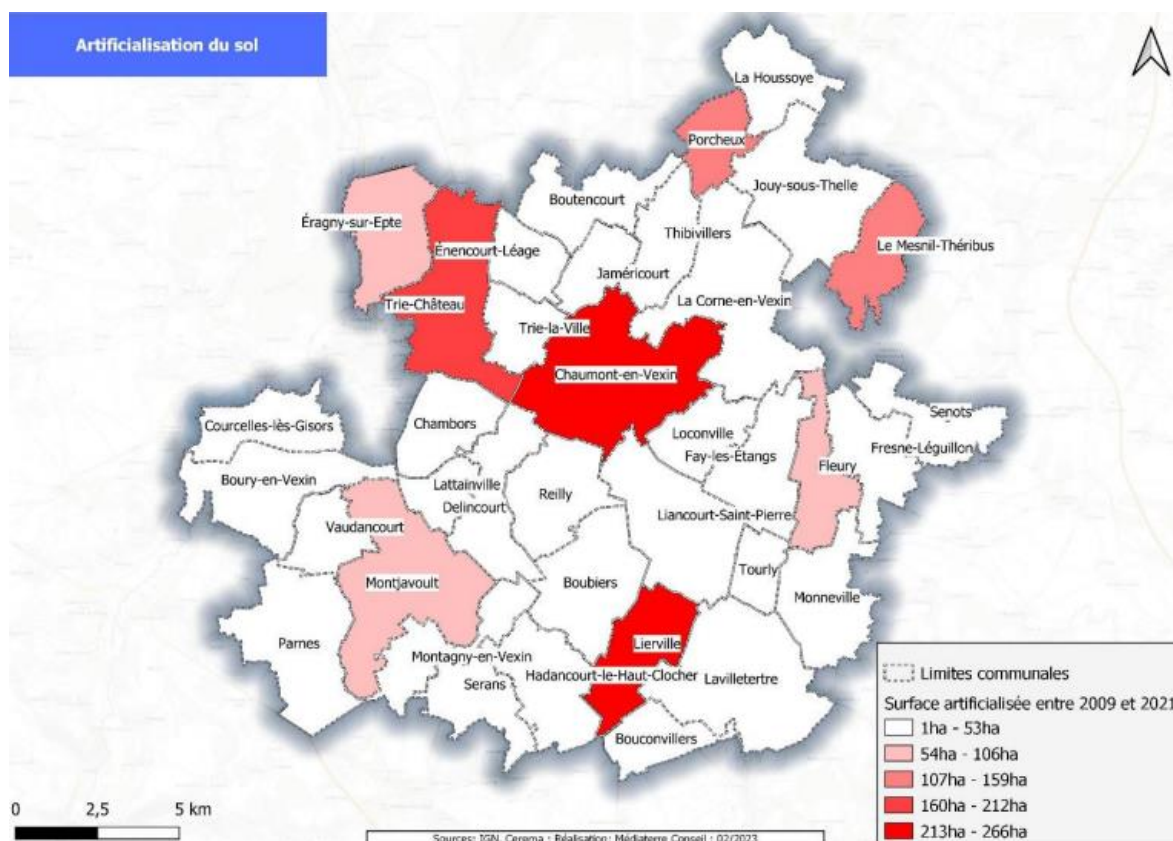 Artificialisation du sol
La Houssoye
Porcheux
Boutencourt
Jouy-sous-Thelle
Éragny-sur-Epte
Thibivillers
Énencourt-Léage
Le Mesnil-Théribus
Jaméricourt
Trie-Château
La Corne-en-Vexin
Trie-la-Ville
Chaumont-en-Vexin
Senots
Chambors
Courcelles-lès-Gisors
Loconville
Fresne-Léguillon
Fay-les-Étangs
Fleury
Boury-en-Vexin
Lattainville
Reilly
Delincourt
Liancourt-Saint-Pierre
Vaudancourt
Tourly
Montjavoult
Boubiers
Monneville
Parnes
Lierville
Montagny-en-Vexin
Hadancourt-le-Haut-Clocher
Lavilletertre
Serans
Bouconvillers
Limites communales
Surface artificialisée entre 2009 et 2021
1ha - 53ha
54ha - 106ha
107ha - 159ha
160ha - 212ha
213ha - 266ha
0 2,5 5 km
Sources: IGN, Cerema ; Réalisation: Médiaterre Conseil ; 02/2023